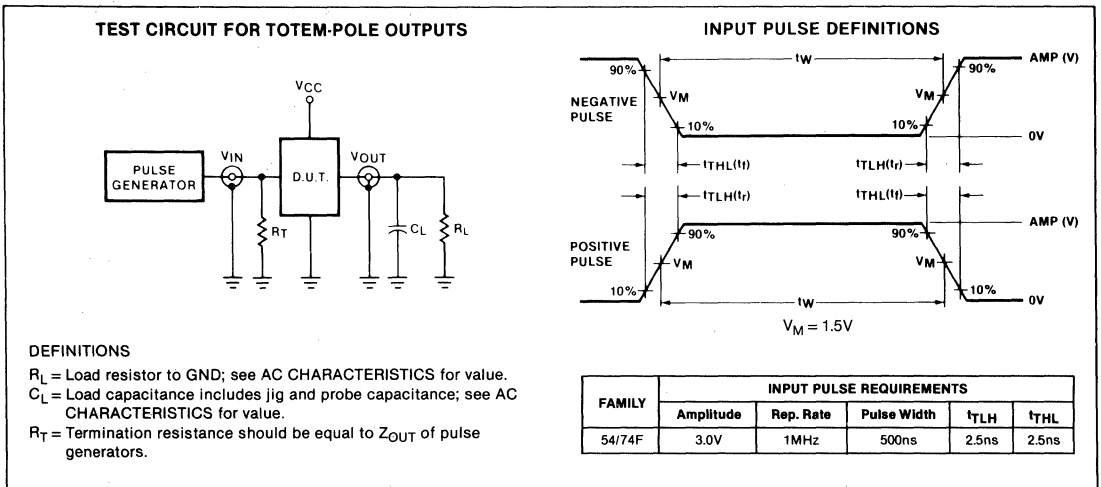 TEST CIRCUIT FOR TOTEM-POLE OUTPUTS
VCC
PULSE
GENERATOR
VIN
D.U.T.
VOUT
RT
CL
RL
DEFINITIONS
RL = Load resistor to GND; see AC CHARACTERISTICS for value.
CL = Load capacitance includes jig and probe capacitance; see AC
CHARACTERISTICS for value.
RT = Termination resistance should be equal to ZOUT of pulse
generators.
INPUT PULSE DEFINITIONS
tW
AMP (V)
90%
90%
NEGATIVE
PULSE
VM
VM
10%
10%
0V
tTHL(tf)
tTLH(tr)
tTLH(tr)
tTHL(tf)
AMP (V)
90%
90%
POSITIVE
PULSE
VM
VM
10%
10%
tW
0V
VM = 1.5V
FAMILY
INPUT PULSE REQUIREMENTS
Amplitude Rep. Rate Pulse Width tTLH tTHL
54/74F 3.0V 1MHz 500ns 2.5ns 2.5ns